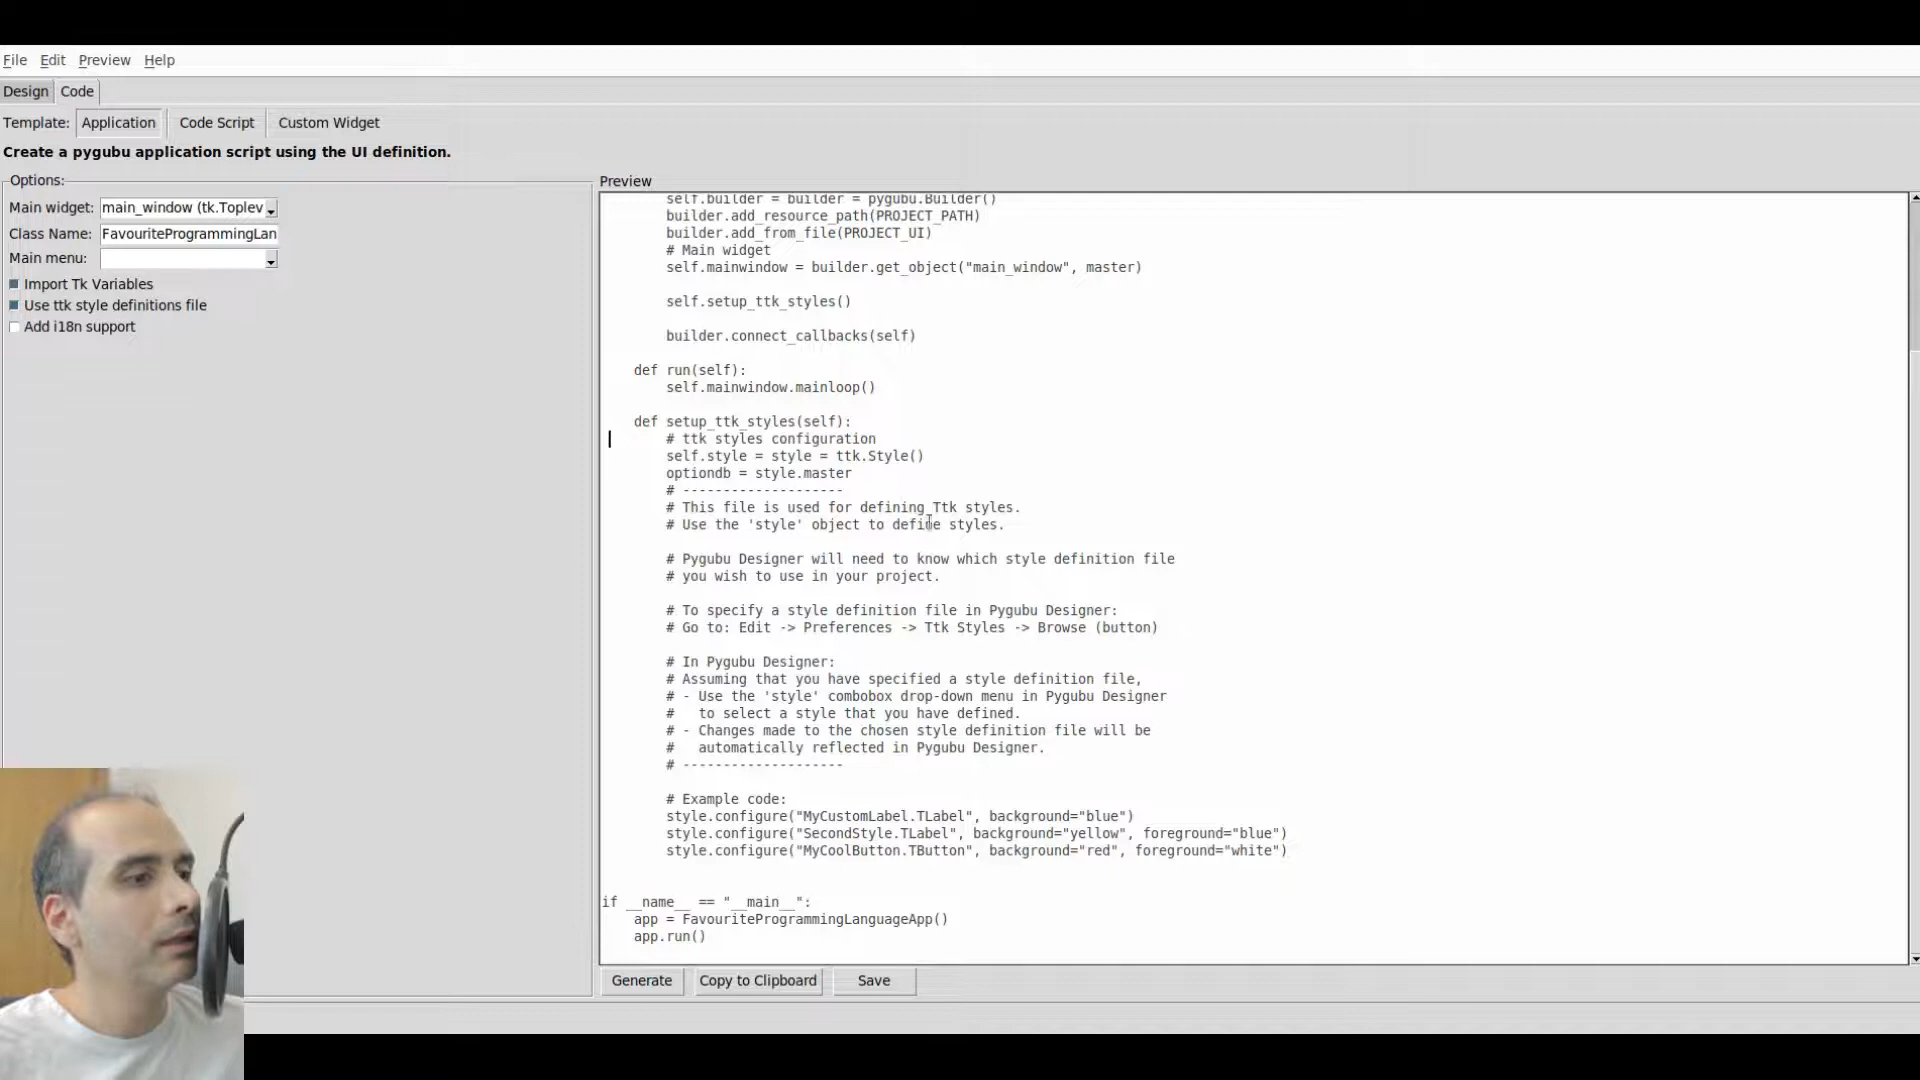 File Edit Preview Help
Design Code
Template: Application Code Script Custom Widget
Create a pygubu application script using the UI definition.
Options:
Main widget: main_window (tk.Toplev
Class Name: FavouriteProgrammingLan
Main menu:
Import Tk Variables
Use ttk style definitions file
Add i18n support
Preview
self.builder = builder = pygubu.Builder()
builder.add_resource_path(PROJECT_PATH)
builder.add_from_file(PROJECT_UI)
# Main widget
self.mainwindow = builder.get_object("main_window", master)
self.setup_ttk_styles()
builder.connect_callbacks(self)
def run(self):
self.mainwindow.mainloop()
def setup_ttk_styles(self):
# ttk styles configuration
self.style = style = ttk.Style()
optiondb = style.master
# --------------------
# This file is used for defining Ttk styles.
# Use the 'style' object to define styles.
# Pygubu Designer will need to know which style definition file
# you wish to use in your project.
# To specify a style definition file in Pygubu Designer:
# Go to: Edit -> Preferences -> Ttk Styles -> Browse (button)
# In Pygubu Designer:
# Assuming that you have specified a style definition file,
# - Use the 'style' combobox drop-down menu in Pygubu Designer
#   to select a style that you have defined.
# - Changes made to the chosen style definition file will be
#   automatically reflected in Pygubu Designer.
# --------------------
# Example code:
style.configure("MyCustomLabel.TLabel", background="blue")
style.configure("SecondStyle.TLabel", background="yellow", foreground="blue")
style.configure("MyCoolButton.TButton", background="red", foreground="white")
if __name__ == "__main__":
app = FavouriteProgrammingLanguageApp()
app.run()
Generate Copy to Clipboard Save